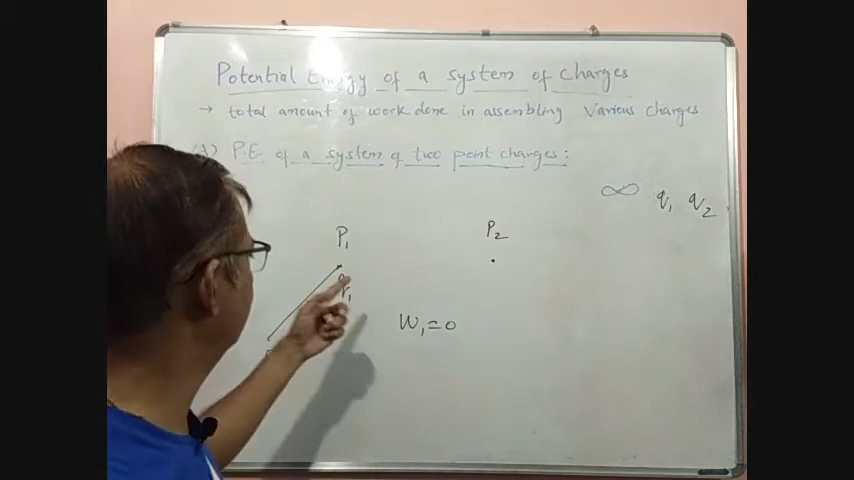 Potential Energy of a system of charges
→ total amount of work done in assembling various charges
(A) P.E. of a system of two point charges:
∞ q₁ q₂
P₁ P₂
q₁
W₁=0